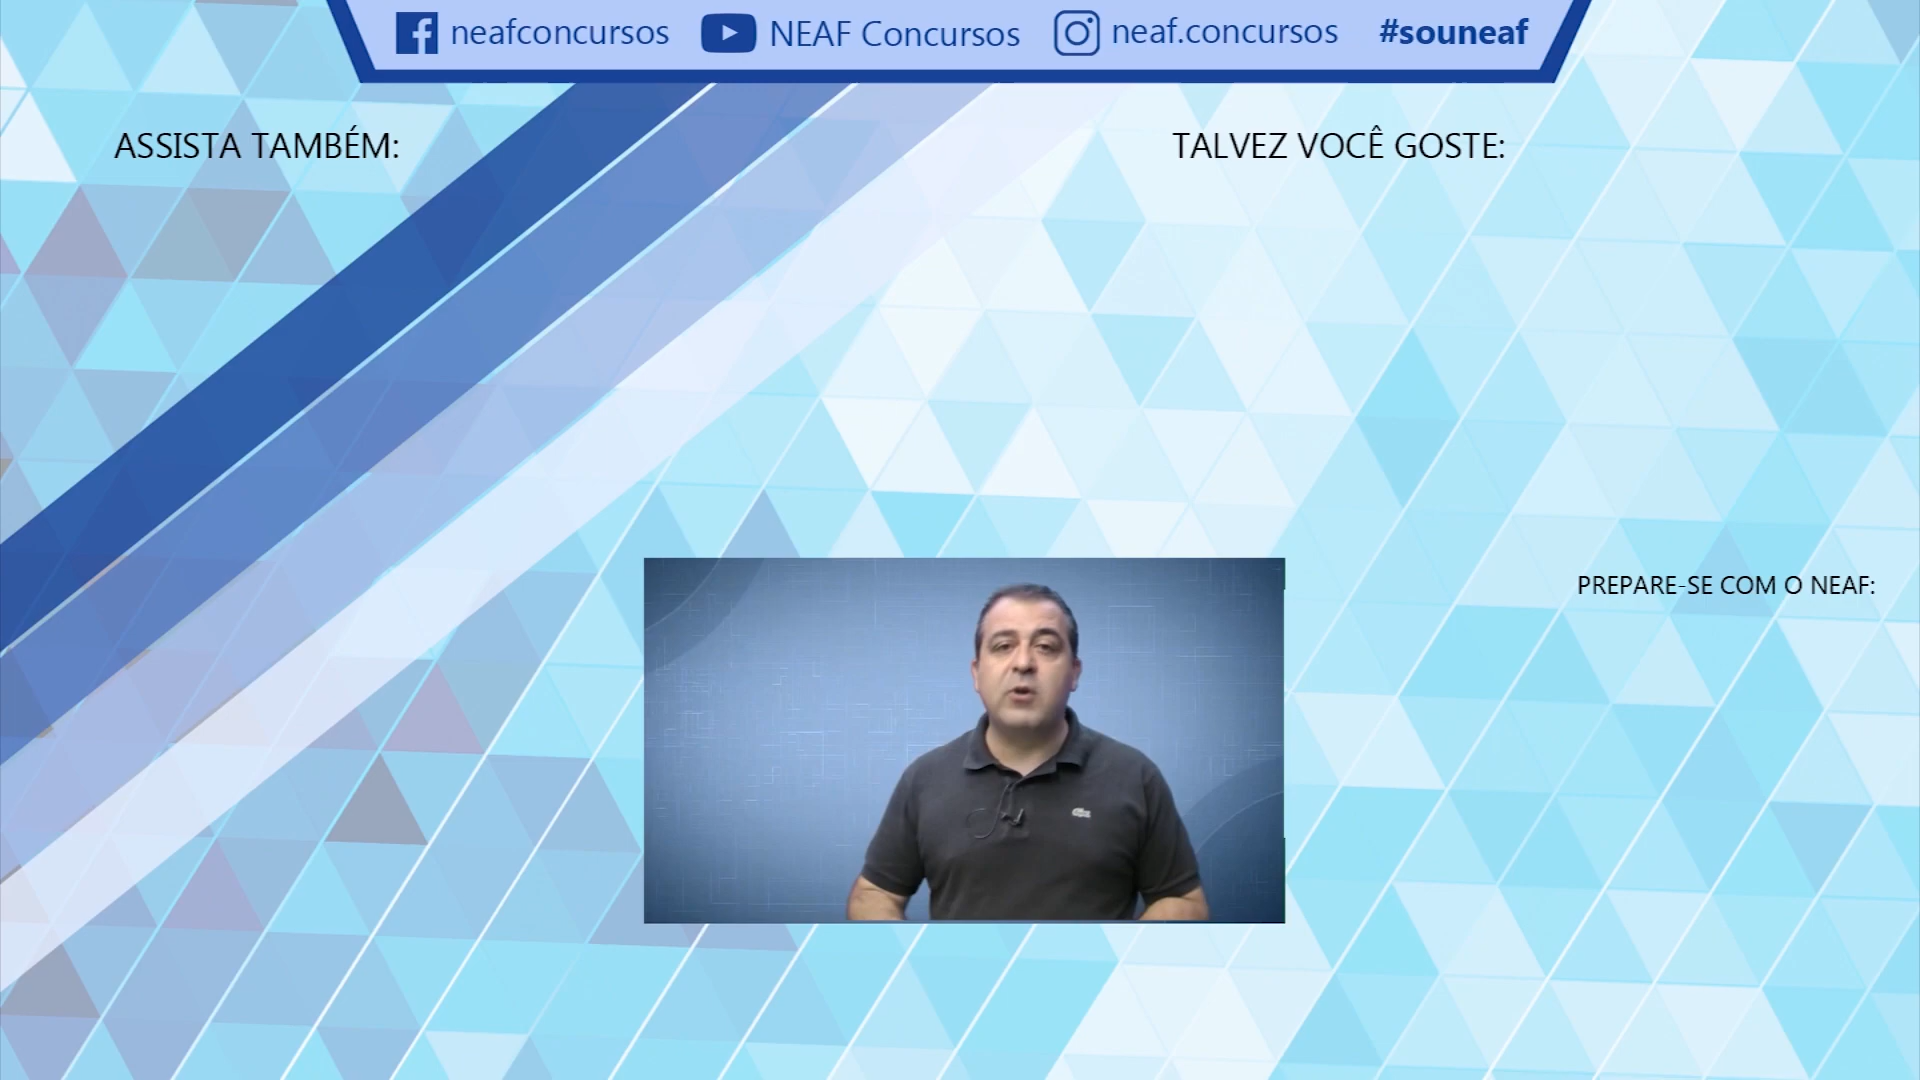 neafconcursos NEAF Concursos neaf.concursos #souneaf
ASSISTA TAMBÉM:
TALVEZ VOCÊ GOSTE:
PREPARE-SE COM O NEAF: